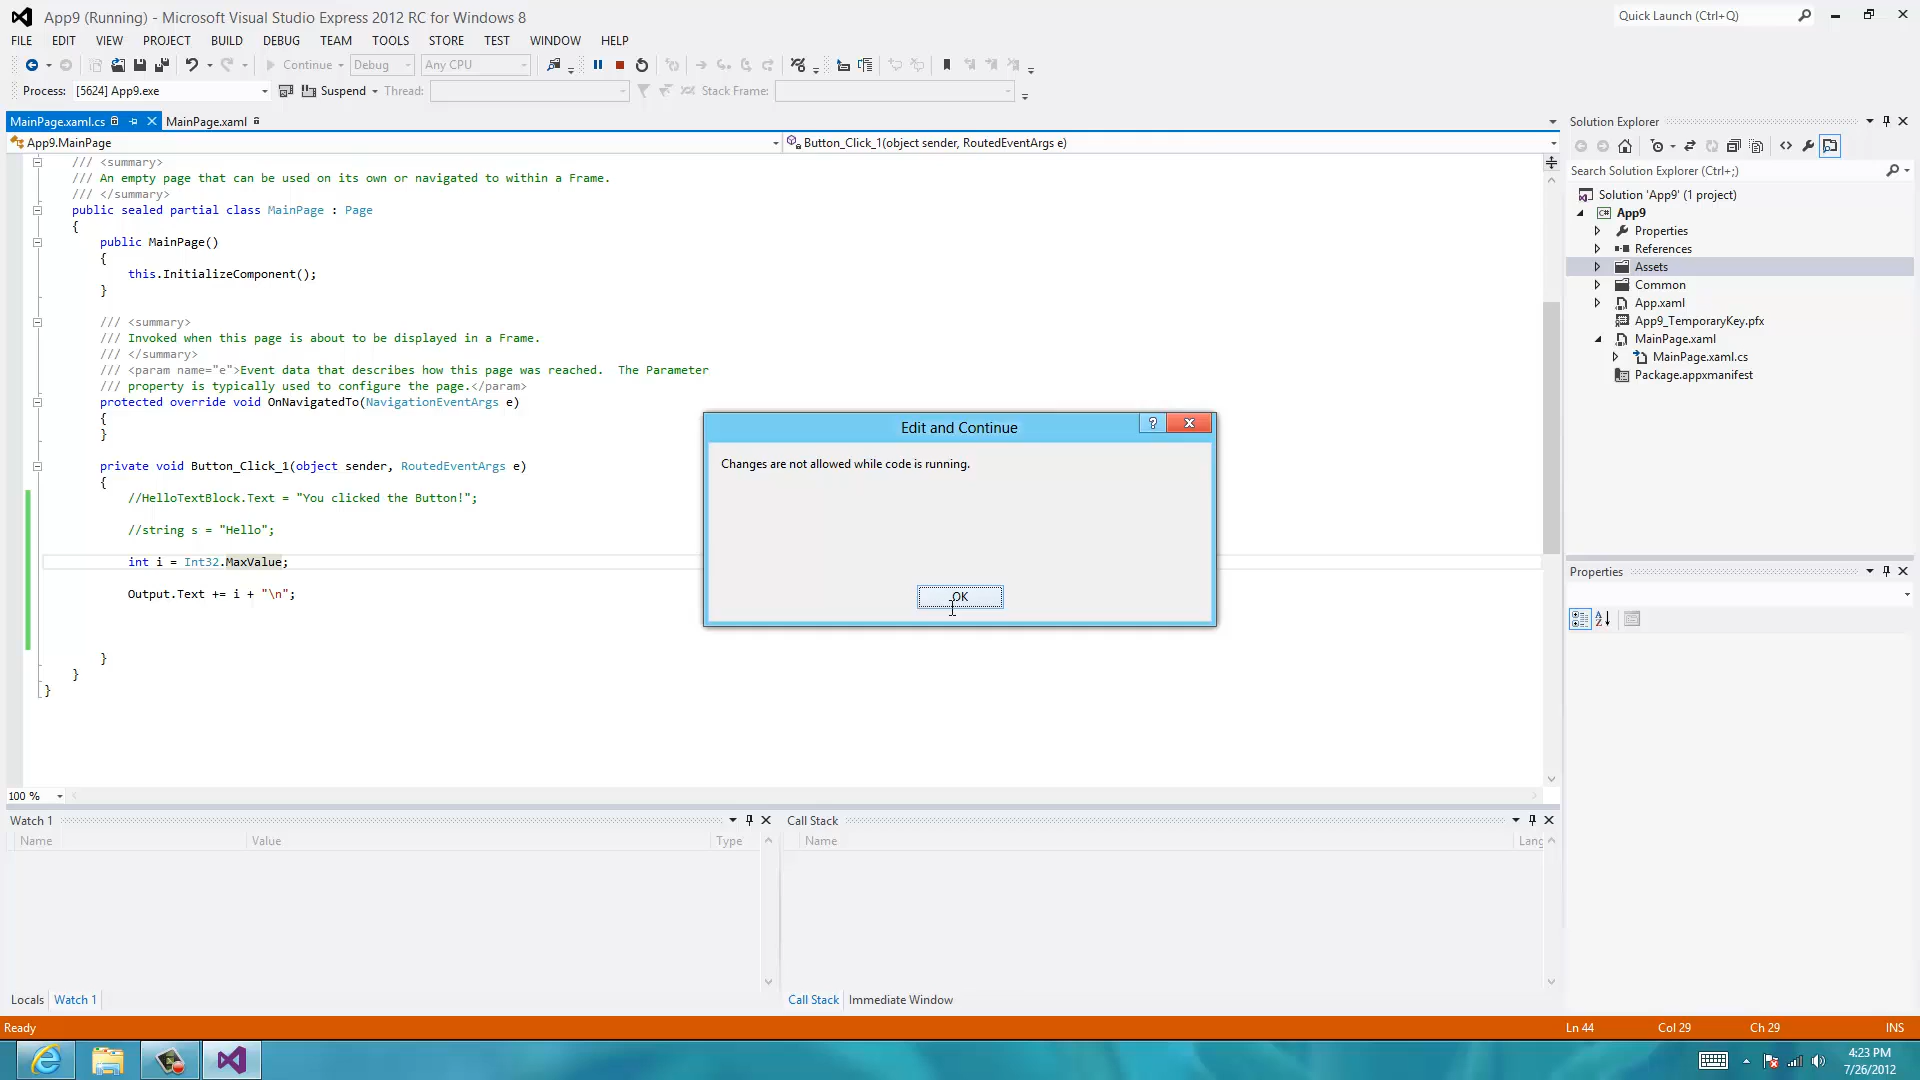 App9 (Running) - Microsoft Visual Studio Express 2012 RC for Windows 8
Quick Launch (Ctrl+Q)
FILE EDIT VIEW PROJECT BUILD DEBUG TEAM TOOLS STORE TEST WINDOW HELP
Continue Debug Any CPU
Process: [5624] App9.exe Suspend Thread: Stack Frame:
MainPage.xaml.cs MainPage.xaml
App9.MainPage
Button_Click_1(object sender, RoutedEventArgs e)
/// <summary>
/// An empty page that can be used on its own or navigated to within a Frame.
/// </summary>
public sealed partial class MainPage : Page
{
public MainPage()
{
this.InitializeComponent();
}
/// <summary>
/// Invoked when this page is about to be displayed in a Frame.
/// </summary>
/// <param name="e">Event data that describes how this page was reached.  The Parameter
/// property is typically used to configure the page.</param>
protected override void OnNavigatedTo(NavigationEventArgs e)
{
}
private void Button_Click_1(object sender, RoutedEventArgs e)
{
//HelloTextBlock.Text = "You clicked the Button!";
//string s = "Hello";
int i = Int32.MaxValue;
Output.Text += i + "\n";
}
}
}
100 %
Edit and Continue
?
Changes are not allowed while code is running.
OK
Solution Explorer
Search Solution Explorer (Ctrl+;)
Solution 'App9' (1 project)
C# App9
Properties
References
Assets
Common
App.xaml
App9_TemporaryKey.pfx
MainPage.xaml
MainPage.xaml.cs
Package.appxmanifest
Properties
Watch 1
Name Value Type
Locals Watch 1
Call Stack
Name Lang
Call Stack Immediate Window
Ready
Ln 44 Col 29 Ch 29 INS
4:23 PM
7/26/2012